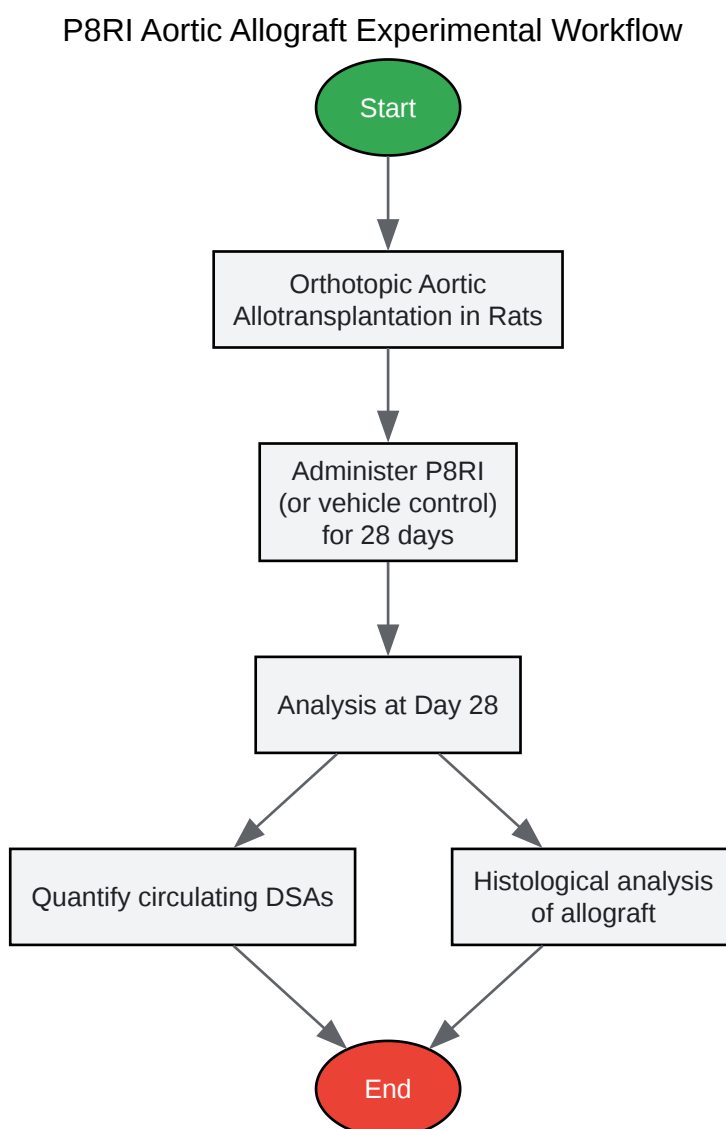 P8RI Aortic Allograft Experimental Workflow
Start
Orthotopic Aortic
Allotransplantation in Rats
Administer P8RI
(or vehicle control)
for 28 days
Analysis at Day 28
Quantify circulating DSAs
Histological analysis
of allograft
End